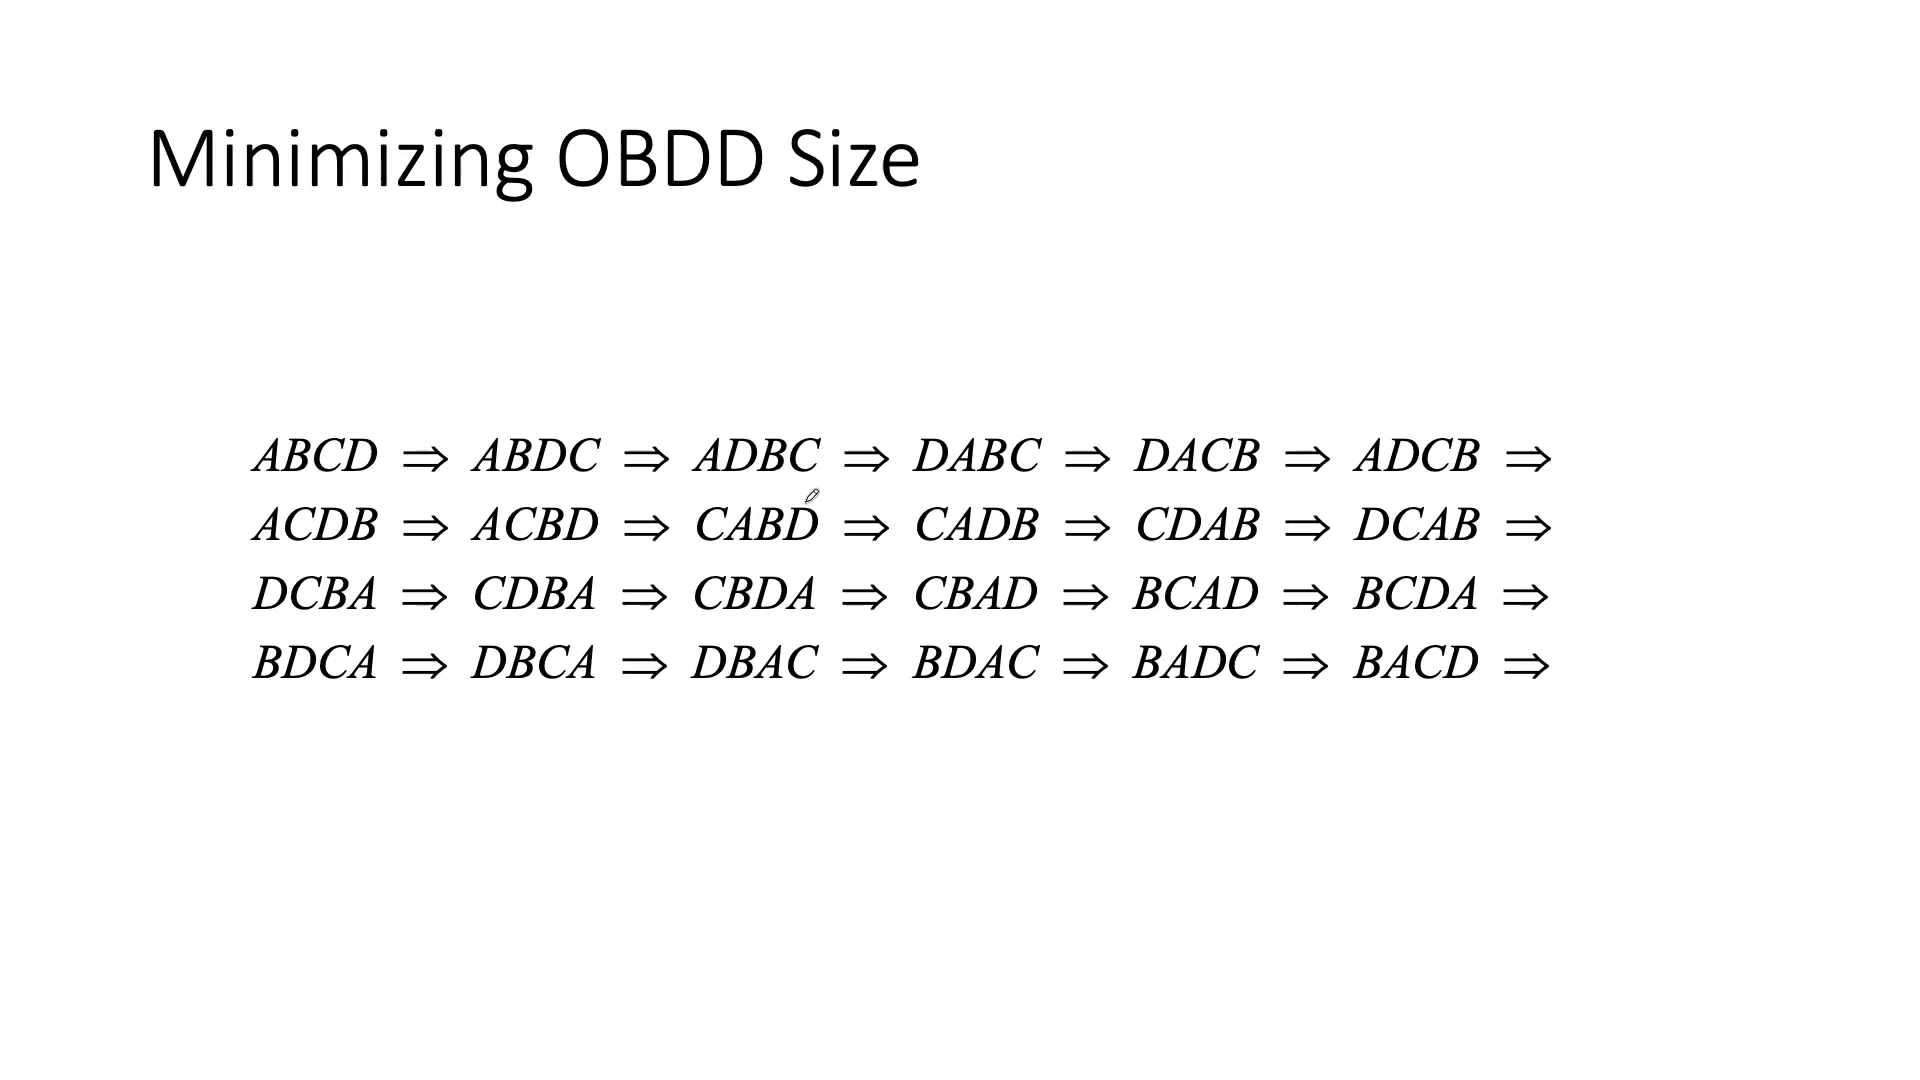 Minimizing OBDD Size
ABCD ⇒ ABDC ⇒ ADBC ⇒ DABC ⇒ DACB ⇒ ADCB ⇒
ACDB ⇒ ACBD ⇒ CABD ⇒ CADB ⇒ CDAB ⇒ DCAB ⇒
DCBA ⇒ CDBA ⇒ CBDA ⇒ CBAD ⇒ BCAD ⇒ BCDA ⇒
BDCA ⇒ DBCA ⇒ DBAC ⇒ BDAC ⇒ BADC ⇒ BACD ⇒